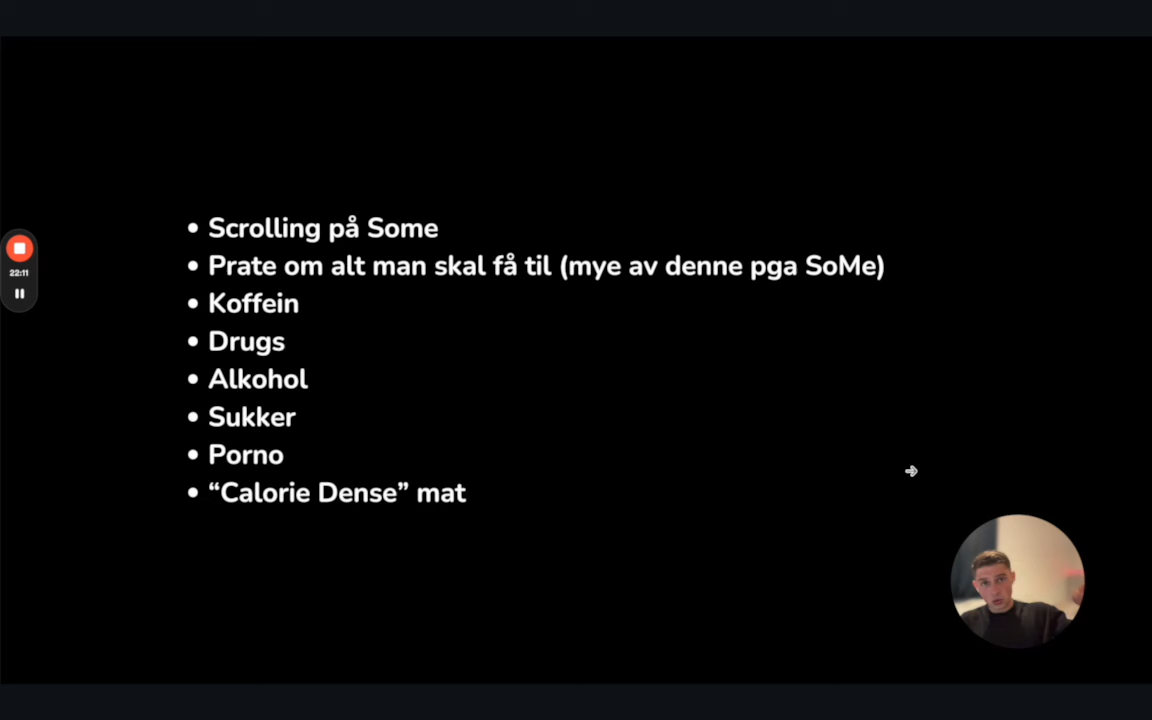 • Scrolling på Some
• Prate om alt man skal få til (mye av denne pga SoMe)
• Koffein
• Drugs
• Alkohol
• Sukker
• Porno
• “Calorie Dense” mat
22:11